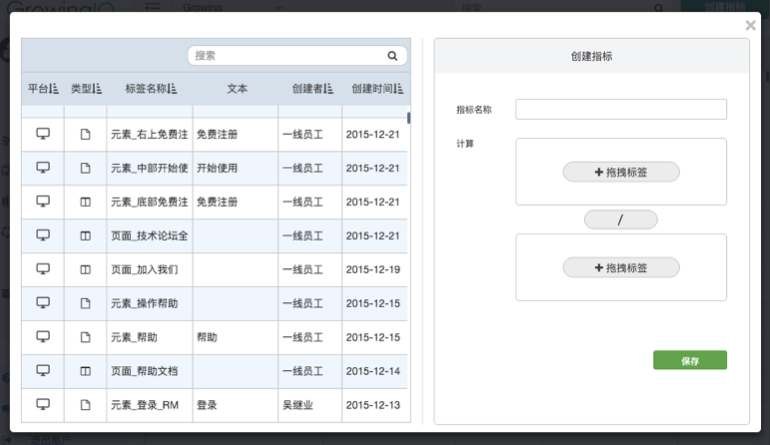 GrowingIO
Growing
搜索
创建指标
搜索
平台 类型 标签名称 文本 创建者 创建时间
元素_右上免费注 免费注册 一线员工 2015-12-21
元素_中部开始使 开始使用 一线员工 2015-12-21
元素_底部免费注 免费注册 一线员工 2015-12-21
页面_技术论坛全 一线员工 2015-12-21
页面_加入我们 一线员工 2015-12-19
元素_操作帮助 一线员工 2015-12-15
元素_帮助 帮助 一线员工 2015-12-15
页面_帮助文档 一线员工 2015-12-14
元素_登录_RM 登录 吴继业 2015-12-13
创建指标
指标名称
计算
+ 拖拽标签
/
+ 拖拽标签
保存
退出账户